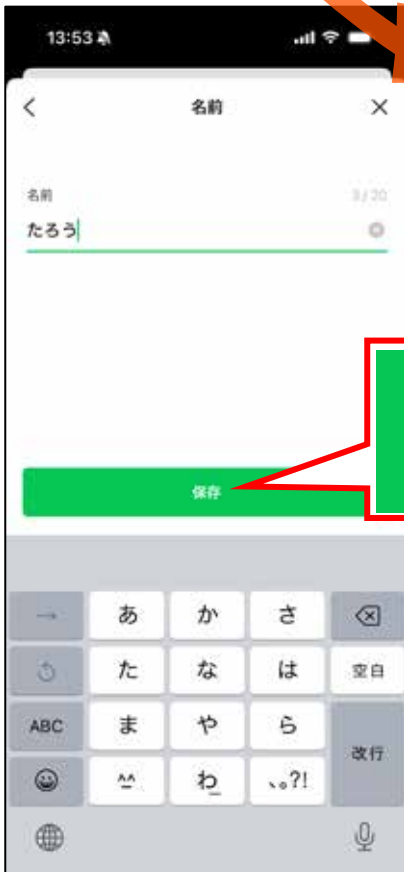 13:53
名前
名前 3/20
たろう
保存
→ あ か さ
た な は 空白
ABC ま や ら
改行
^^ わ_ 、。?!